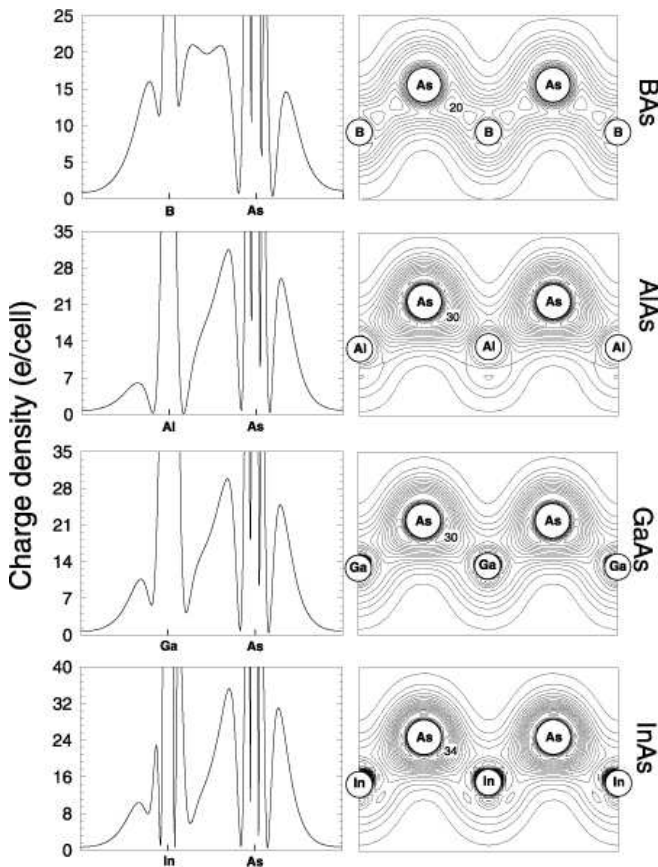 Charge density (e/cell)
25
20
15
10
5
0
B
As
As
As
20
B
B
B
BAs
35
28
21
14
7
0
Al
As
As
As
30
Al
Al
Al
AlAs
35
28
21
14
7
0
Ga
As
As
As
30
Ga
Ga
Ga
GaAs
40
32
24
16
8
0
In
As
As
As
34
In
In
In
InAs